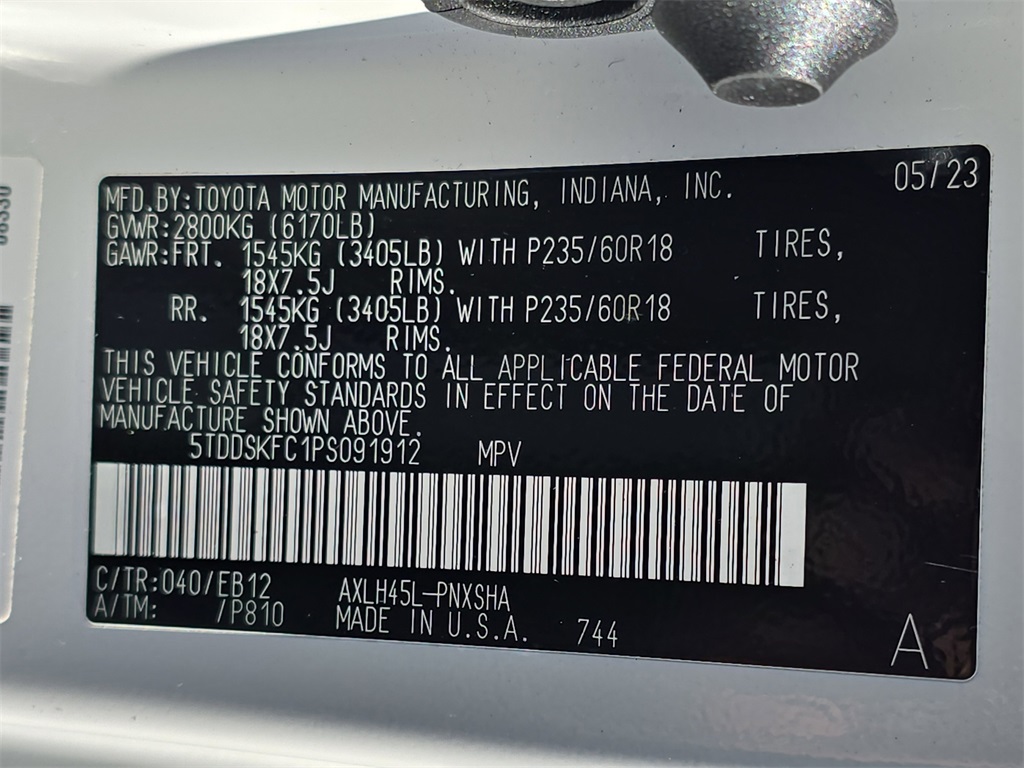 MFD.BY:TOYOTA MOTOR MANUFACTURING, INDIANA, INC. 05/23
GVWR:2800KG (6170LB)
GAWR:FRT. 1545KG (3405LB) WITH P235/60R18 TIRES,
18X7.5J RIMS.
RR. 1545KG (3405LB) WITH P235/60R18 TIRES,
18X7.5J RIMS.
THIS VEHICLE CONFORMS TO ALL APPLICABLE FEDERAL MOTOR
VEHICLE SAFETY STANDARDS IN EFFECT ON THE DATE OF
MANUFACTURE SHOWN ABOVE.
5TDDSKFC1PS091912 MPV
C/TR:040/EB12 AXLH45L-PNXSHA
A/TM: /P810 MADE IN U.S.A. 744 A